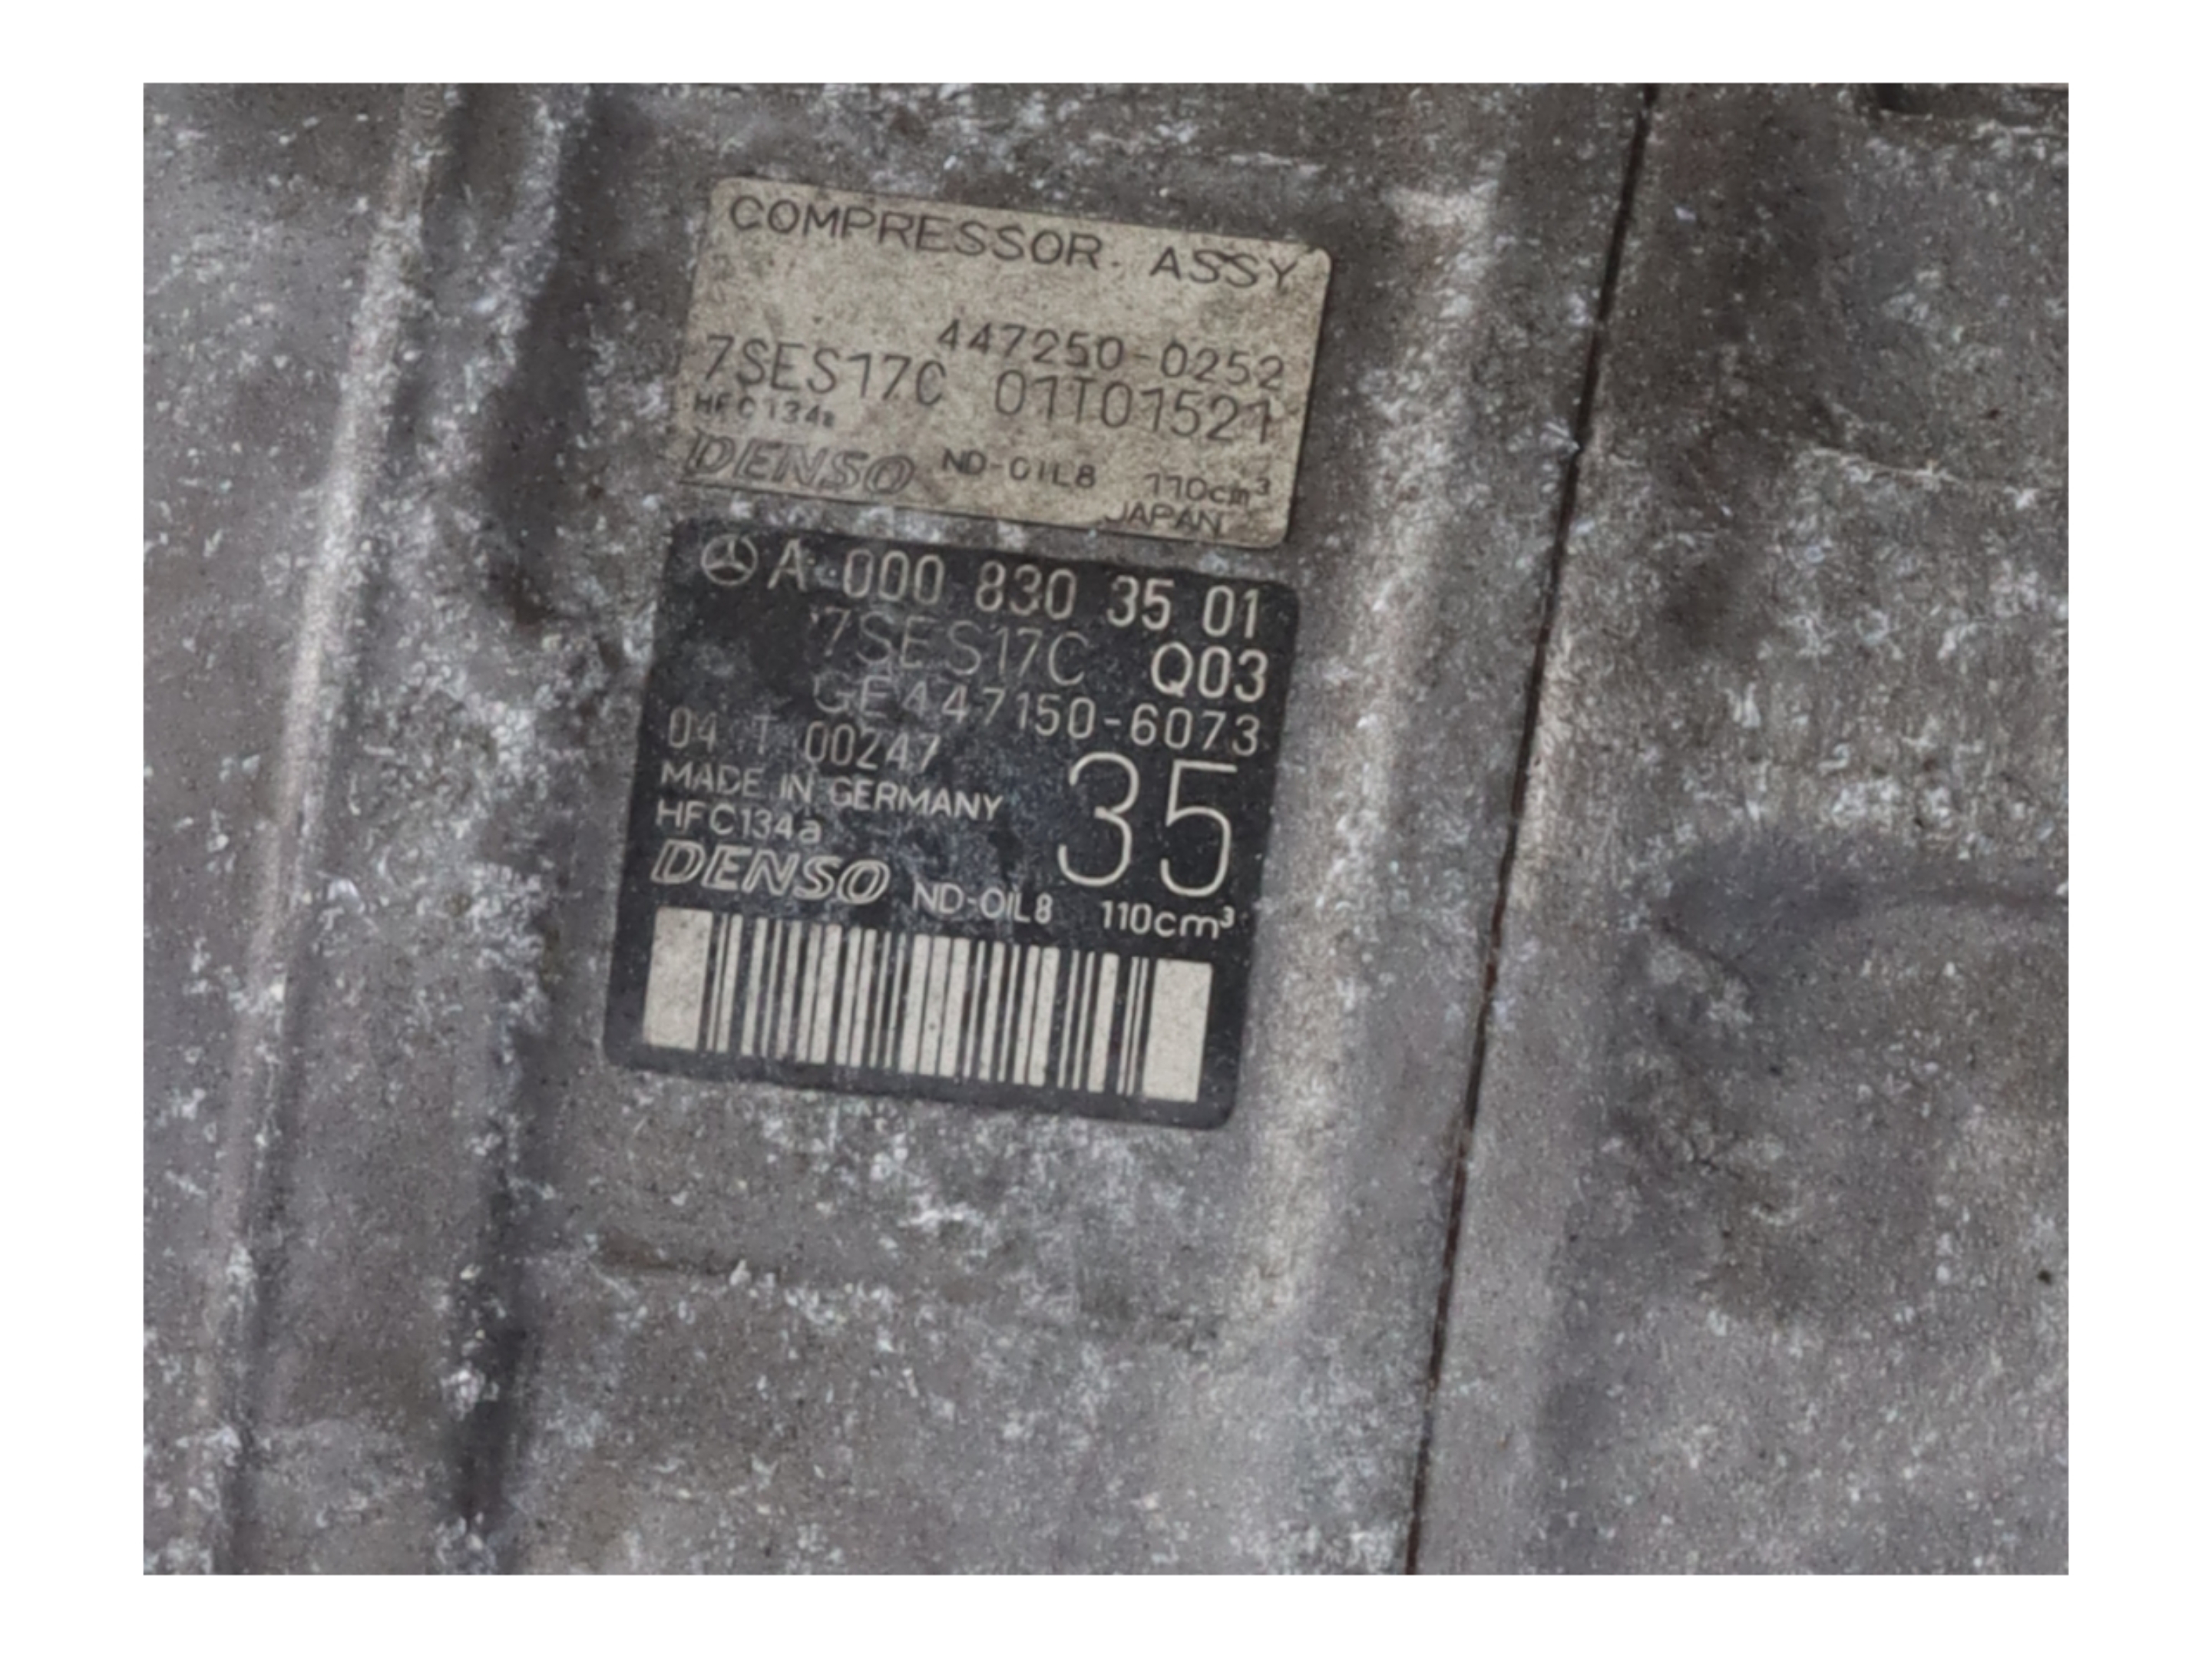 COMPRESSOR. ASSY
447250-0252
7SES17C 01T01521
HFC134a
DENSO ND-OIL8 110cm³
JAPAN
A 000 830 35 01
7SES17C Q03
GE447150-6073
04 T 00247
35
MADE IN GERMANY
HFC134a
DENSO ND-OIL8 110cm³